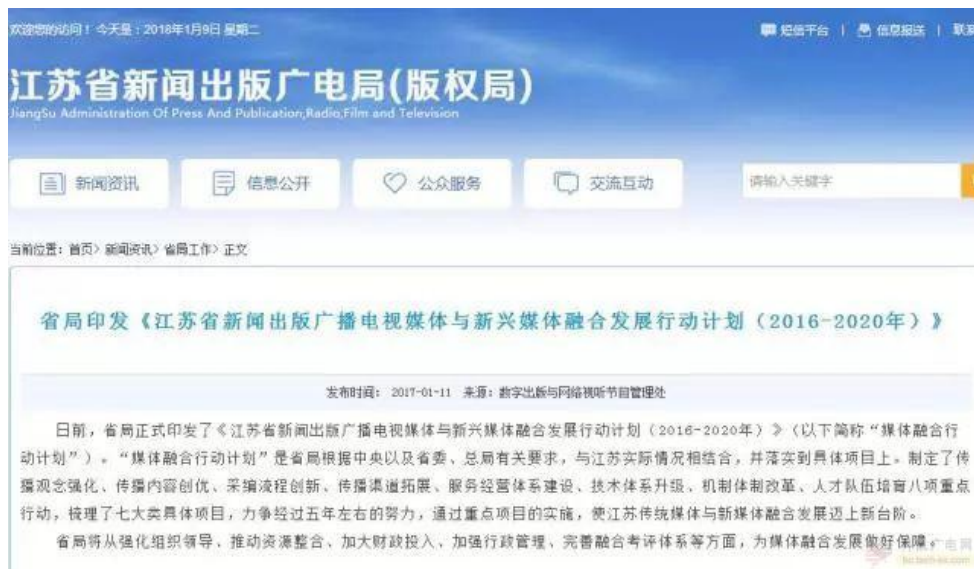 欢迎您的访问！今天是：2018年1月9日 星期二
短信平台 | 信息报送 | 联系
江苏省新闻出版广电局(版权局)
JiangSu Administration Of Press And Publication,Radio,Film and Television
新闻资讯 信息公开 公众服务 交流互动 请输入关键字
当前位置：首页> 新闻资讯> 省局工作> 正文
省局印发《江苏省新闻出版广播电视媒体与新兴媒体融合发展行动计划（2016-2020年）》
发布时间： 2017-01-11 来源：数字出版与网络视听节目管理处
日前，省局正式印发了《江苏省新闻出版广播电视媒体与新兴媒体融合发展行动计划（2016-2020年）》（以下简称“媒体融合行
动计划”）。“媒体融合行动计划”是省局根据中央以及省委、总局有关要求，与江苏实际情况相结合，并落实到具体项目上。制定了传
播观念强化、传播内容创优、采编流程创新、传播渠道拓展、服务经营体系建设、技术体系升级、机制体制改革、人才队伍培育八项重点
行动，梳理了七大类具体项目，力争经过五年左右的努力，通过重点项目的实施，使江苏传统媒体与新媒体融合发展迈上新台阶。
省局将从强化组织领导、推动资源整合、加大财政投入、加强行政管理、完善融合考评体系等方面，为媒体融合发展做好保障。